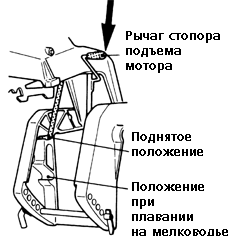 Рычаг стопора
подъема
мотора
Поднятое
положение
Положение
при
плавании
на мелководье